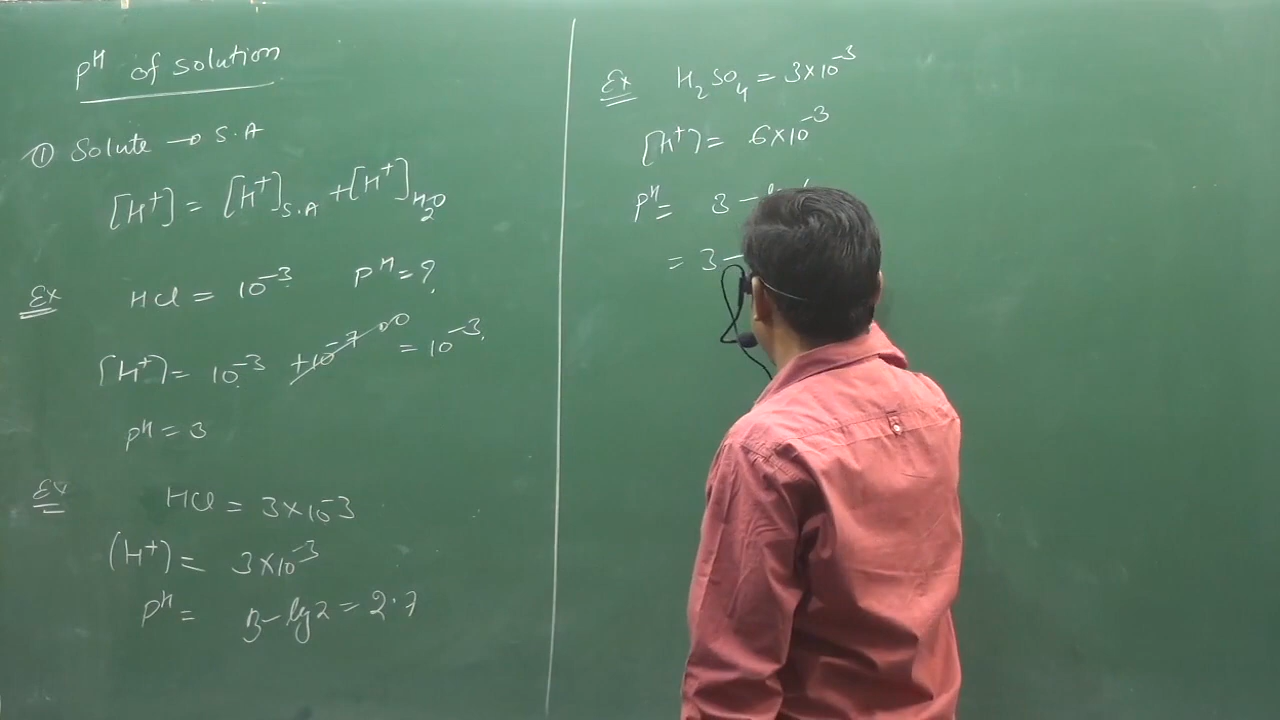 pH of solution
① Solute → S.A
[H⁺] = [H⁺]S.A + [H⁺]H₂O
Ex HCl = 10⁻³ pH = ?
[H⁺] = 10⁻³ +10⁻⁷ = 10⁻³
pH = 3
Ex HCl = 3×10⁻³
(H⁺) = 3×10⁻³
pH = 3 - log2 = 2.7
Ex H₂SO₄ = 3×10⁻³
[H⁺] = 6×10⁻³
pH = 3 -
= 3 -